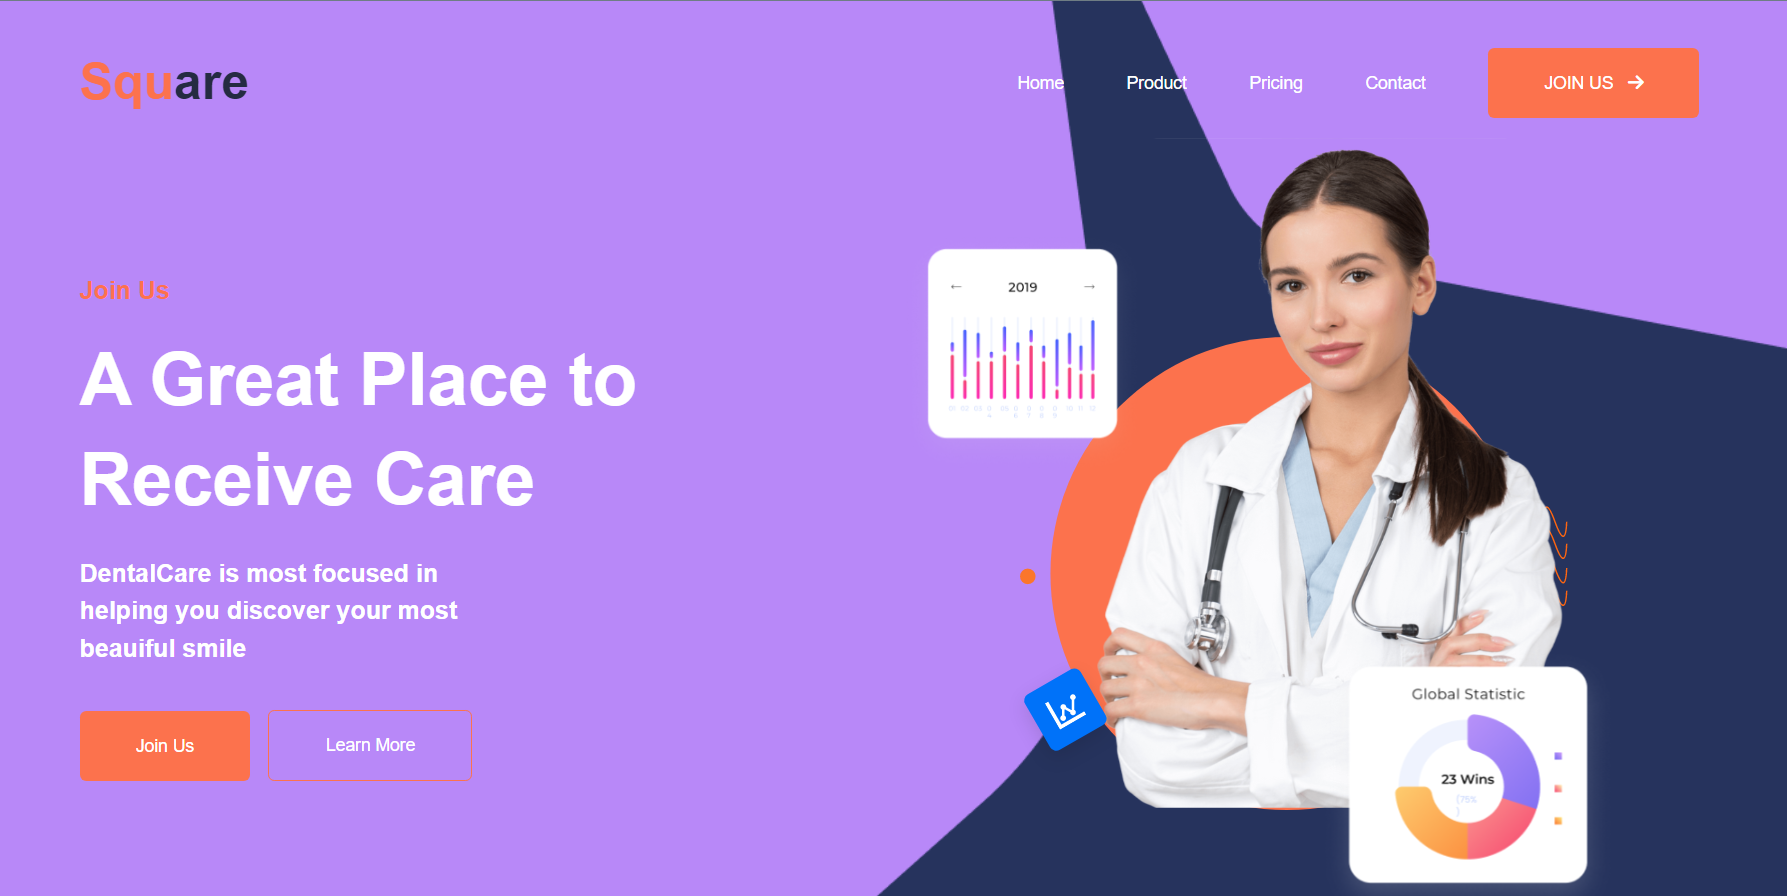 Square
Home
Product
Pricing
Contact
JOIN US
Join Us
A Great Place to
Receive Care
DentalCare is most focused in
helping you discover your most
beauiful smile
Join Us
Learn More
2019
Global Statistic
23 Wins
(75%
)